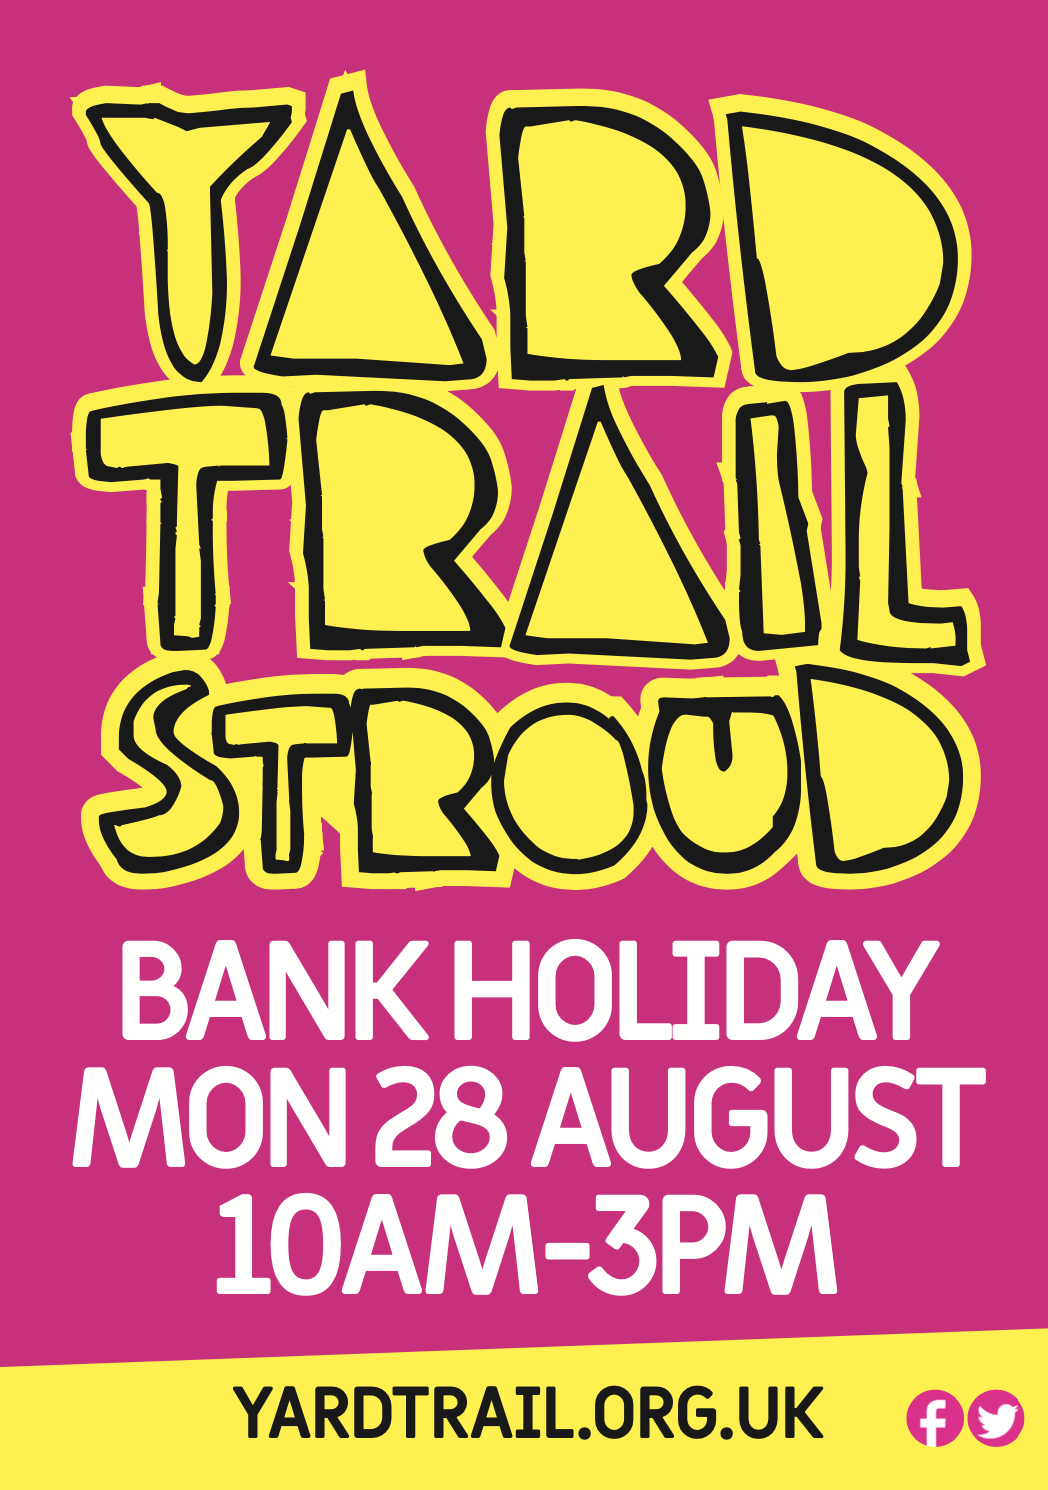 YARD
TRAIL
STROUD
BANK HOLIDAY
MON 28 AUGUST
10AM-3PM
YARDTRAIL.ORG.UK